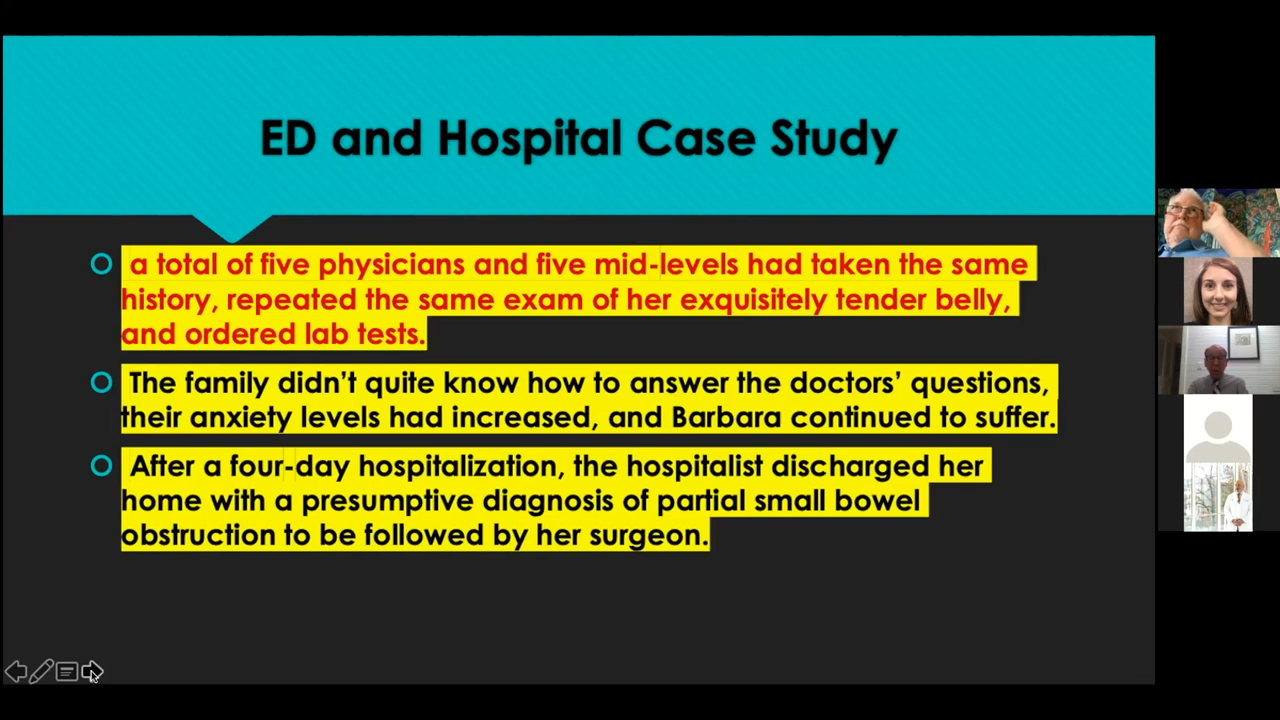 ED and Hospital Case Study
a total of five physicians and five mid-levels had taken the same
history, repeated the same exam of her exquisitely tender belly,
and ordered lab tests.
The family didn’t quite know how to answer the doctors’ questions,
their anxiety levels had increased, and Barbara continued to suffer.
After a four-day hospitalization, the hospitalist discharged her
home with a presumptive diagnosis of partial small bowel
obstruction to be followed by her surgeon.